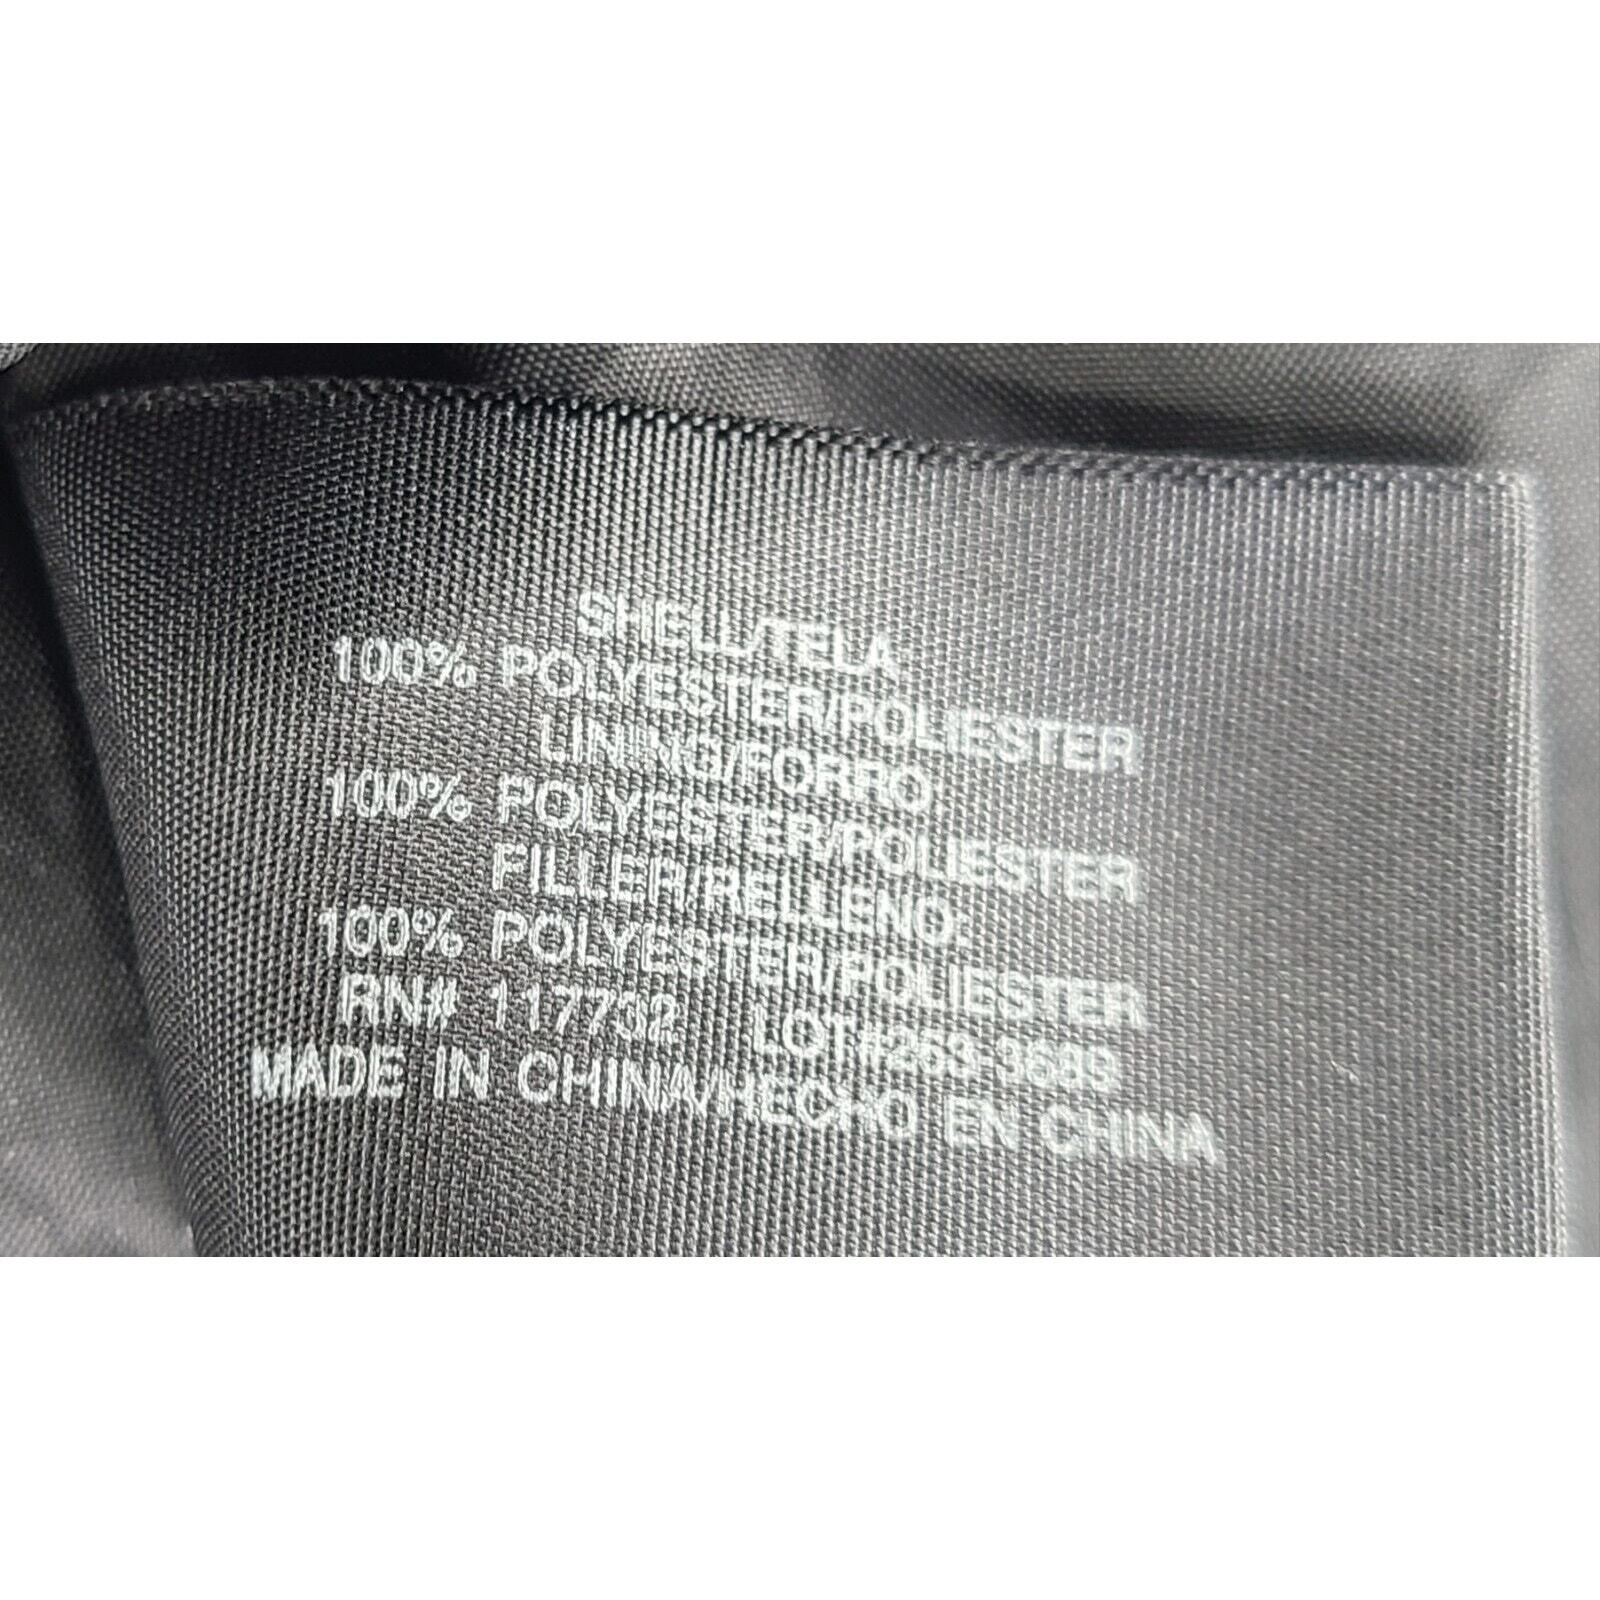 SHELL/TELA
100% POLYESTER/POLIESTER
LINING/FORRO
100% POLYESTER/POLIESTER
FILLER/RELLENO:
100% POLYESTER/POLIESTER
RN# 117732 LOT#263-3689
MADE IN CHINA/HECHO EN CHINA